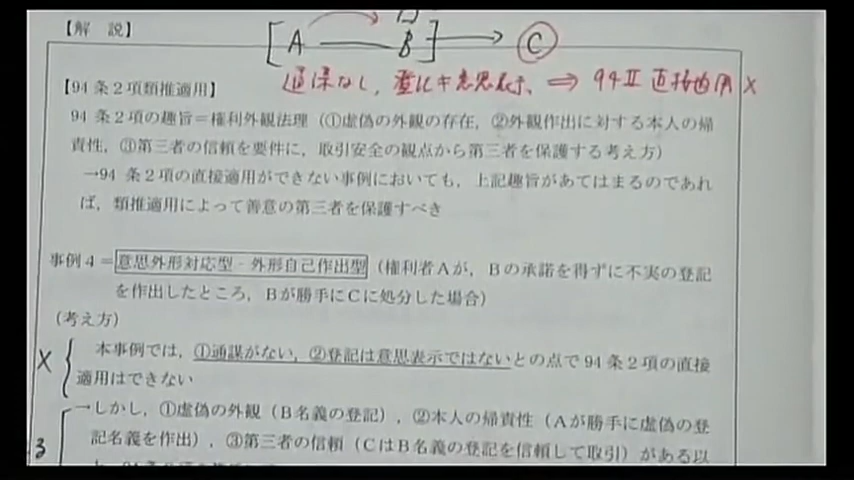 【解 説】
[A ── B] → Ⓒ
通謀なし, 登記≠意思表示、 ⇒ 94Ⅱ 直接適用 ×
【94条2項類推適用】
94条2項の趣旨＝権利外観法理（①虚偽の外観の存在，②外観作出に対する本人の帰
責性，③第三者の信頼を要件に，取引安全の観点から第三者を保護する考え方）
→94 条2項の直接適用ができない事例においても，上記趣旨があてはまるのであれ
ば，類推適用によって善意の第三者を保護すべき
事例4＝意思外形対応型－外形自己作出型（権利者Aが，Bの承諾を得ずに不実の登記
を作出したところ，Bが勝手にCに処分した場合）
（考え方）
× 本事例では，①通謀がない，②登記は意思表示ではないとの点で94条2項の直接
適用はできない
→しかし，①虚偽の外観（B名義の登記），②本人の帰責性（Aが勝手に虚偽の登
3 記名義を作出），③第三者の信頼（CはB名義の登記を信頼して取引）がある以